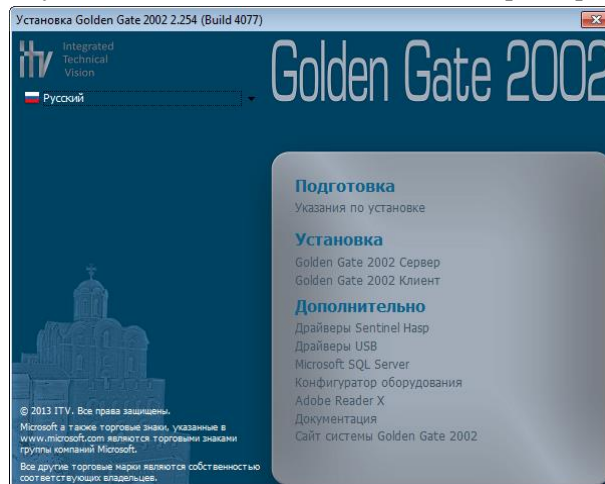 Установка Golden Gate 2002 2.254 (Build 4077)
itv Integrated
Technical
Vision
Golden Gate 2002
Русский
Подготовка
Указания по установке
Установка
Golden Gate 2002 Сервер
Golden Gate 2002 Клиент
Дополнительно
Драйверы Sentinel Hasp
Драйверы USB
Microsoft SQL Server
Конфигуратор оборудования
Adobe Reader X
Документация
Сайт системы Golden Gate 2002
© 2013 ITV. Все права защищены.
Microsoft а также торговые знаки, указанные в
www.microsoft.com являются торговыми знаками
группы компаний Microsoft.
Все другие торговые марки являются собственностью
соответствующих владельцев.